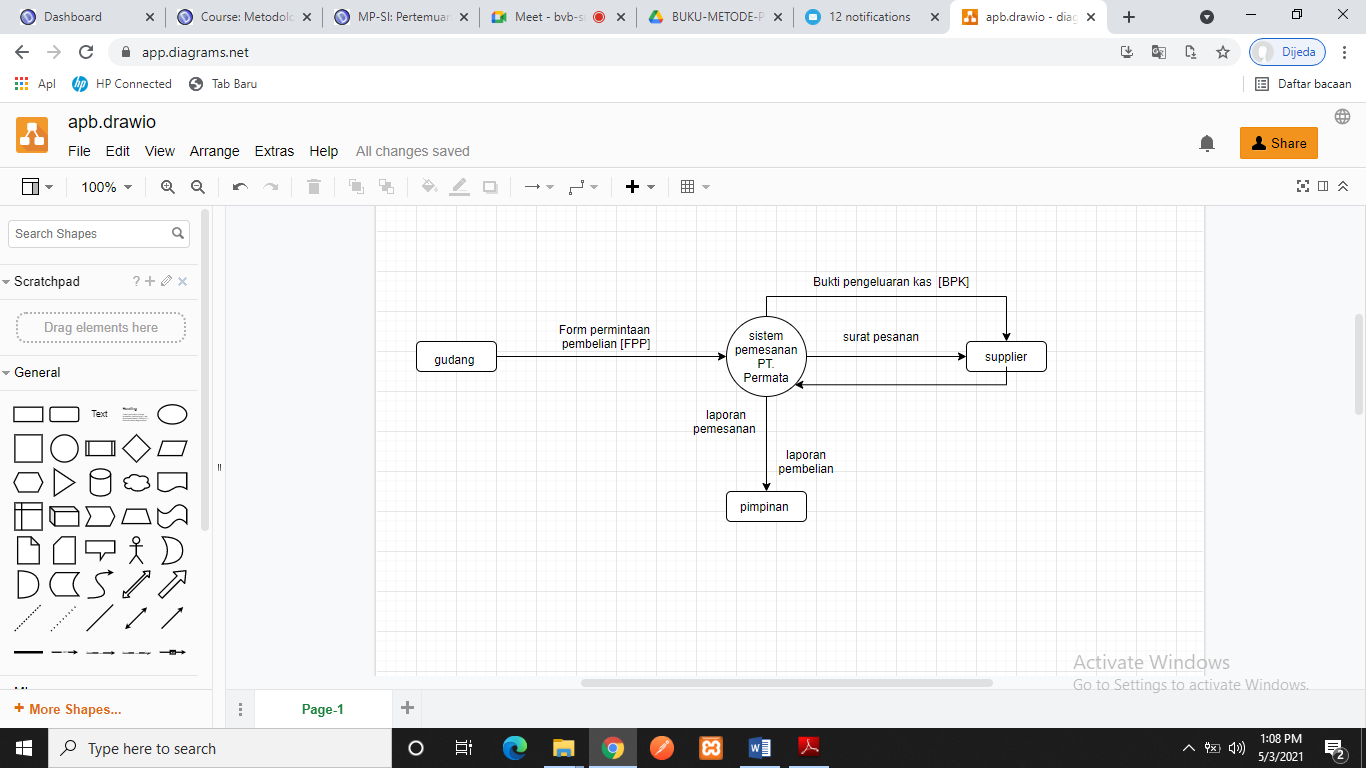 Dashboard
Course: Metodolo
MP-SI: Pertemuan
Meet - bvb-s
BUKU-METODE-P
12 notifications
apb.drawio - diag
app.diagrams.net
Dijeda
Apl
HP Connected
Tab Baru
Daftar bacaan
apb.drawio
File Edit View Arrange Extras Help All changes saved
Share
100%
Search Shapes
Scratchpad
?
Drag elements here
General
Text
Heading
Bukti pengeluaran kas [BPK]
Form permintaan
pembelian [FPP]
gudang
sistem
pemesanan
PT.
Permata
surat pesanan
supplier
laporan
pemesanan
laporan
pembelian
pimpinan
Activate Windows
Go to Settings to activate Windows.
More Shapes...
Page-1
Type here to search
1:08 PM
5/3/2021
2